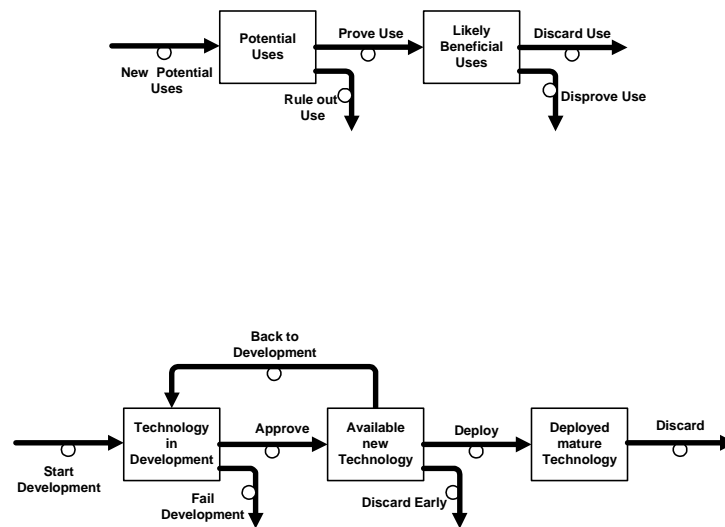 Potential
Uses
Prove Use
Likely
Beneficial
Uses
Discard Use
New  Potential
Uses
Rule out
Use
Disprove Use
Back to
Development
Technology
in
Development
Approve
Available
new
Technology
Deploy
Deployed
mature
Technology
Discard
Start
Development
Fail
Development
Discard Early